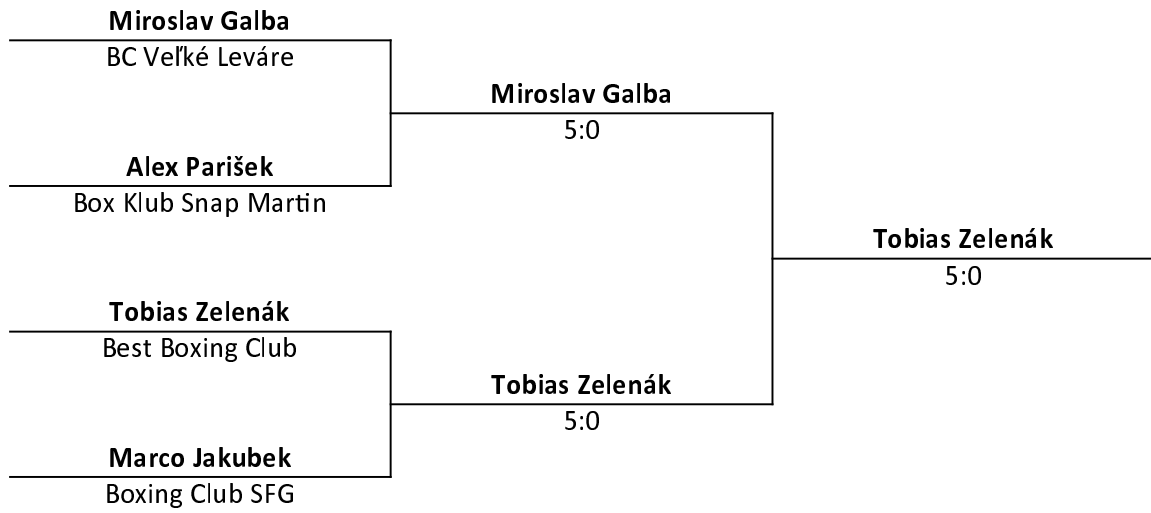 Miroslav Galba
BC Veľké Leváre
Miroslav Galba
5:0
Alex Parišek
Box Klub Snap Martin
Tobias Zelenák
5:0
Tobias Zelenák
Best Boxing Club
Tobias Zelenák
5:0
Marco Jakubek
Boxing Club SFG